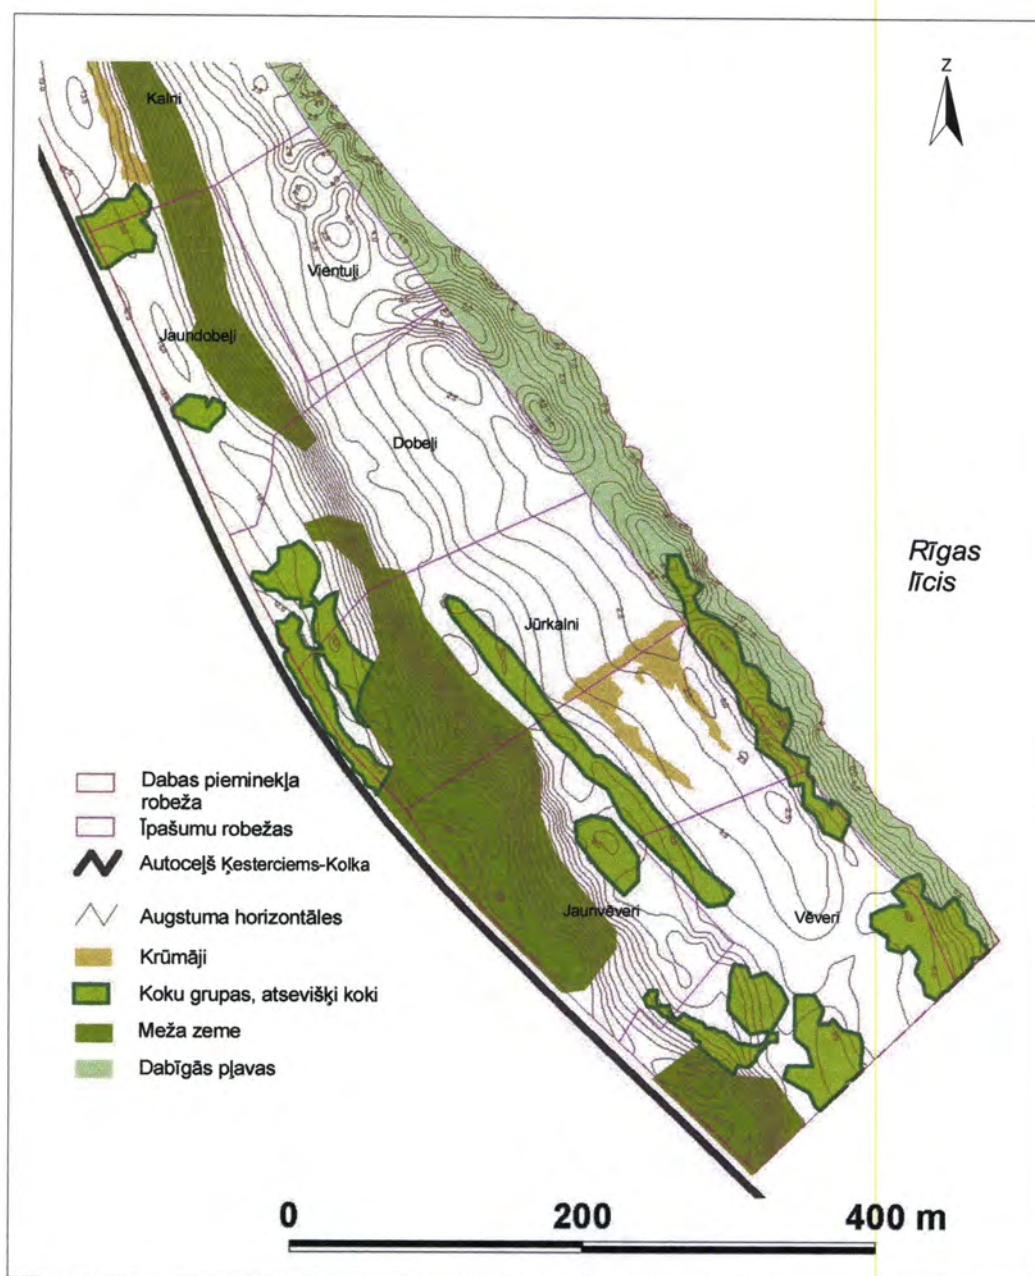 Z
Kalni
Vientuļi
Jaundobeļi
Dobeļi
Rīgas
līcis
Jūrkalni
Dabas pieminekļa
robeža
Īpašumu robežas
Autoceļš Ķesterciems-Kolka
Augstuma horizontāles
Krūmāji
Koku grupas, atsevišķi koki
Meža zeme
Dabīgās pļavas
Jaunvēveri
Vēveri
0 200 400 m